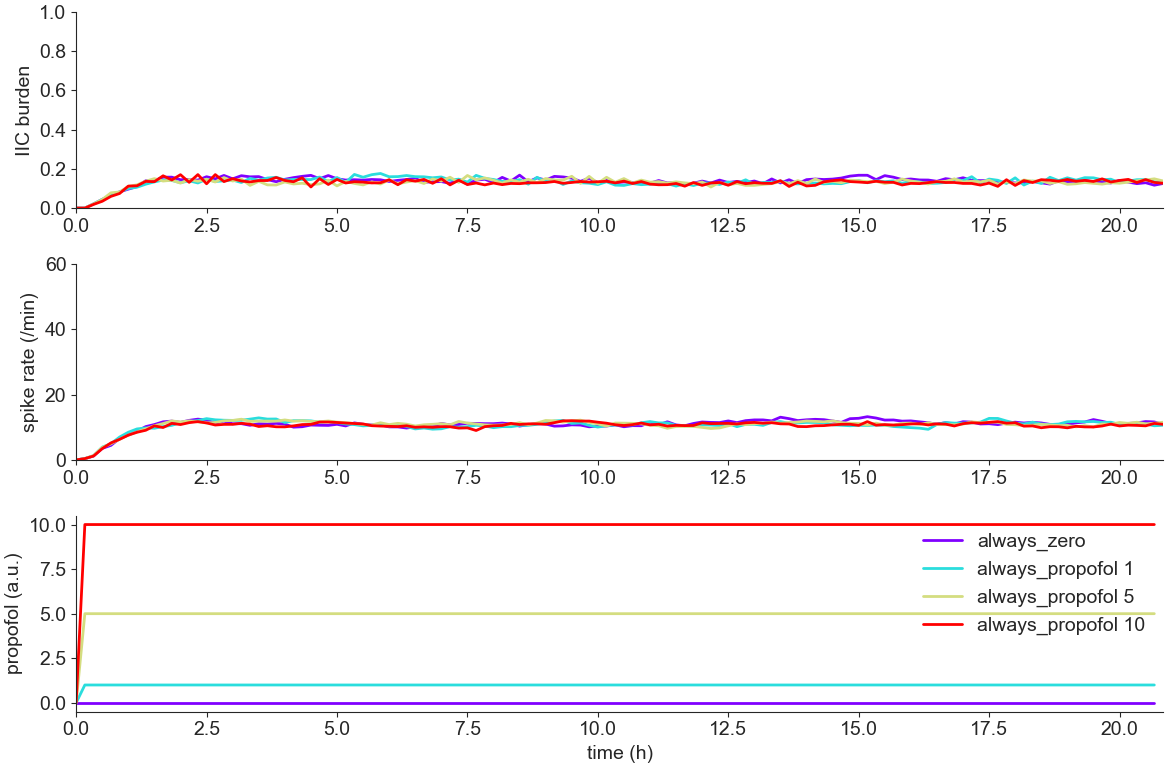 IIC burden
1.0
0.8
0.6
0.4
0.2
0.0
0.0 2.5 5.0 7.5 10.0 12.5 15.0 17.5 20.0
spike rate (/min)
60
40
20
0
0.0 2.5 5.0 7.5 10.0 12.5 15.0 17.5 20.0
propofol (a.u.)
10.0
7.5
5.0
2.5
0.0
always_zero
always_propofol 1
always_propofol 5
always_propofol 10
0.0 2.5 5.0 7.5 10.0 12.5 15.0 17.5 20.0
time (h)